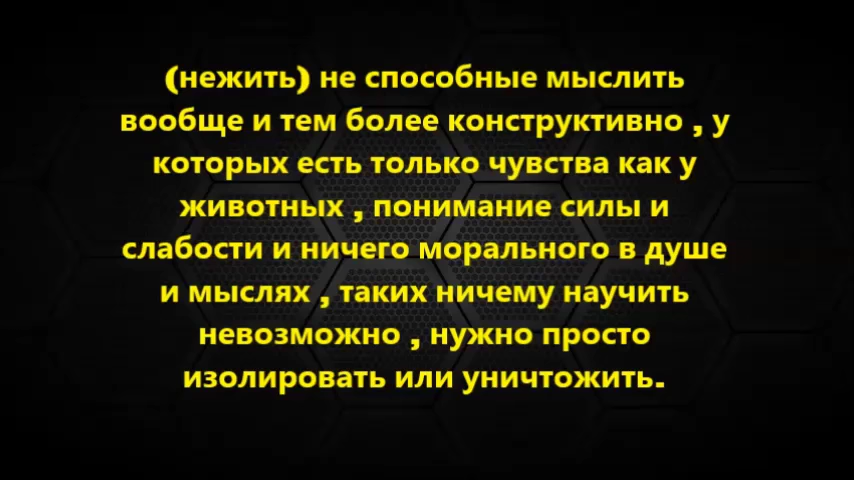 (нежить) не способные мыслить
вообще и тем более конструктивно , у
которых есть только чувства как у
животных , понимание силы и
слабости и ничего морального в душе
и мыслях , таких ничему научить
невозможно , нужно просто
изолировать или уничтожить.